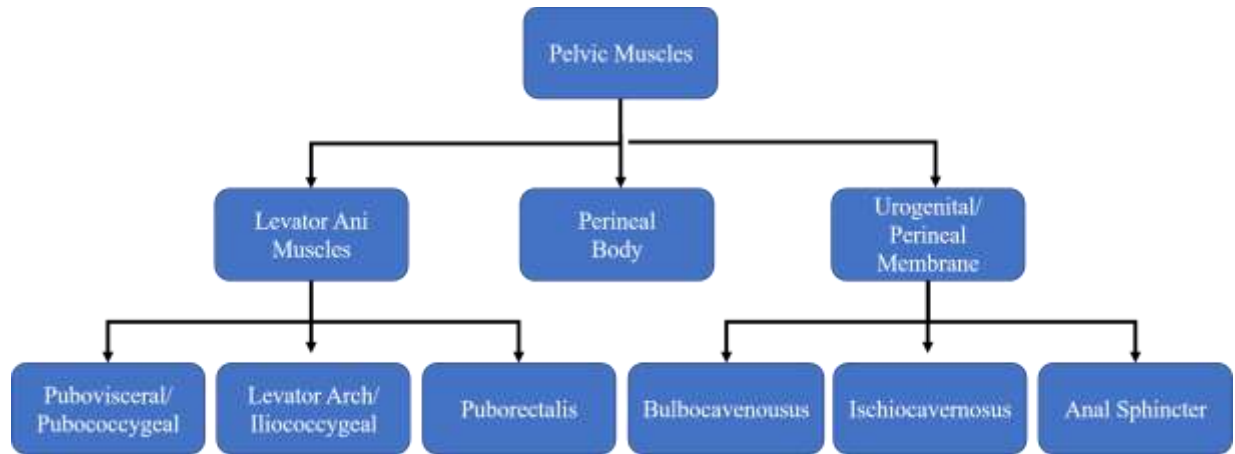 Pelvic Muscles
Levator Ani
Muscles
Perineal
Body
Urogenital/
Perineal
Membrane
Pubovisceral/
Pubococcygeal
Levator Arch/
Iliococcygeal
Puborectalis
Bulbocavenousus
Ischiocavernosus
Anal Sphincter